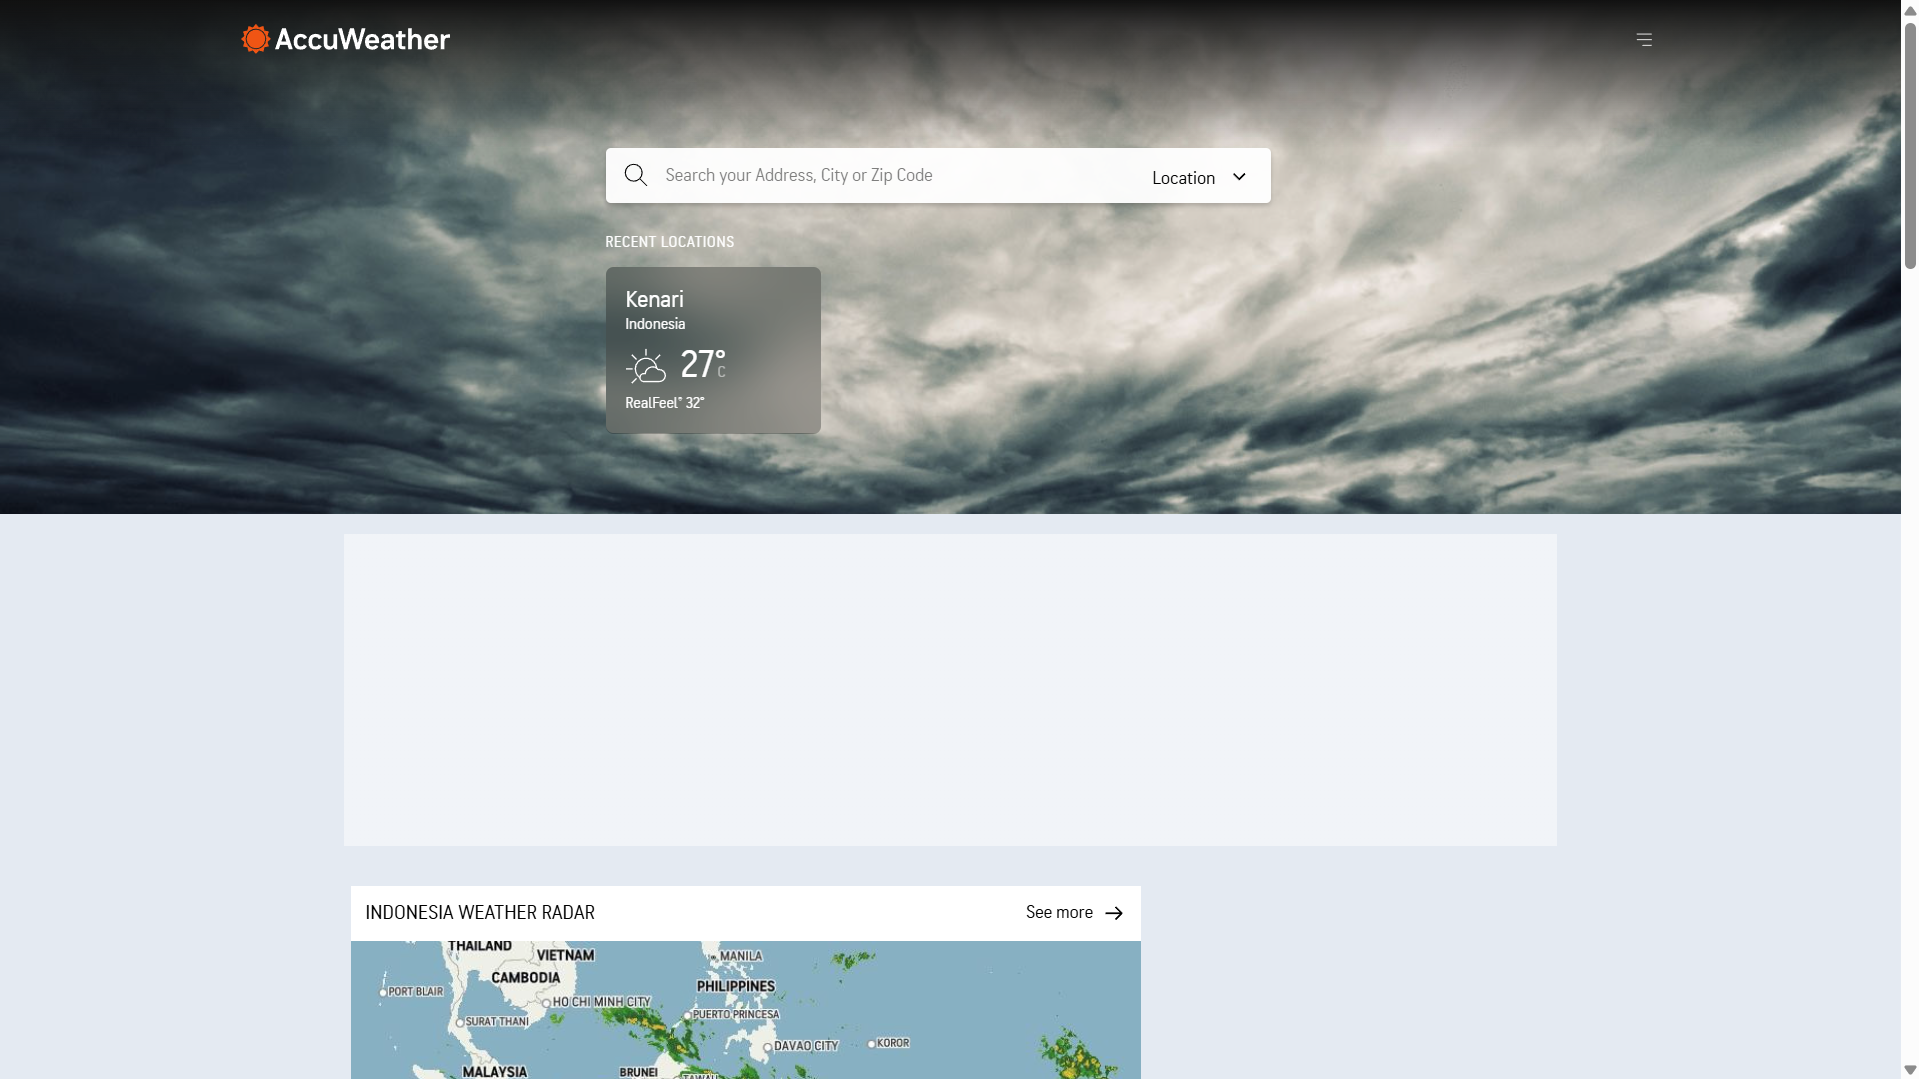 AccuWeather
Search your Address, City or Zip Code
Location
RECENT LOCATIONS
Kenari
Indonesia
27°
C
RealFeel® 32°
INDONESIA WEATHER RADAR
See more
THAILAND
VIETNAM
MANILA
CAMBODIA
PHILIPPINES
PORT BLAIR
HO CHI MINH CITY
PUERTO PRINCESA
SURAT THANI
DAVAO CITY
KOROR
MALAYSIA
BRUNEI
TAWAU